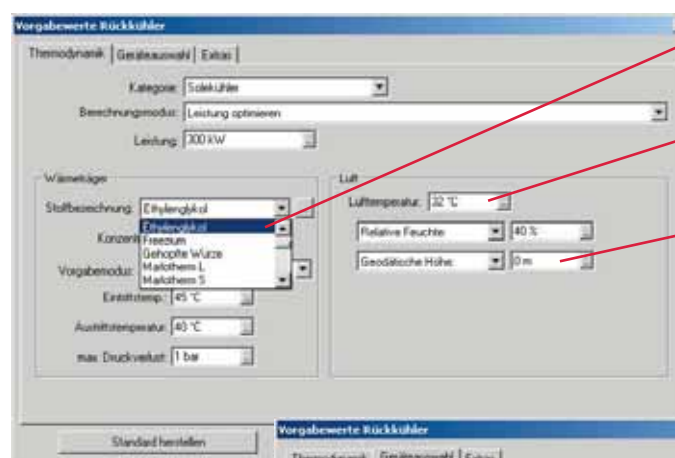 Vorgabewerte Rückkühler
Thermodynamik Geräteauswahl Extras
Kategorie: Solekühler
Berechnungsmodus: Leistung optimieren
Leistung: 300 kW
Wärmeträger
Stoffbezeichnung: Ethylenglykol
Ethylenglykol
Konzent
Freezium
Gehopfte Würze
Marlotherm L
Vorgabemodus:
Marlotherm S
Eintrittstemp.: 45 °C
Austrittstemperatur: 40 °C
max. Druckverlust: 1 bar
Luft
Lufttemperatur: 32 °C
Relative Feuchte: 40 %
Geodätische Höhe: 0 m
Standard herstellen
Vorgabewerte Rückkühler
Thermodynamik Geräteauswahl Extras